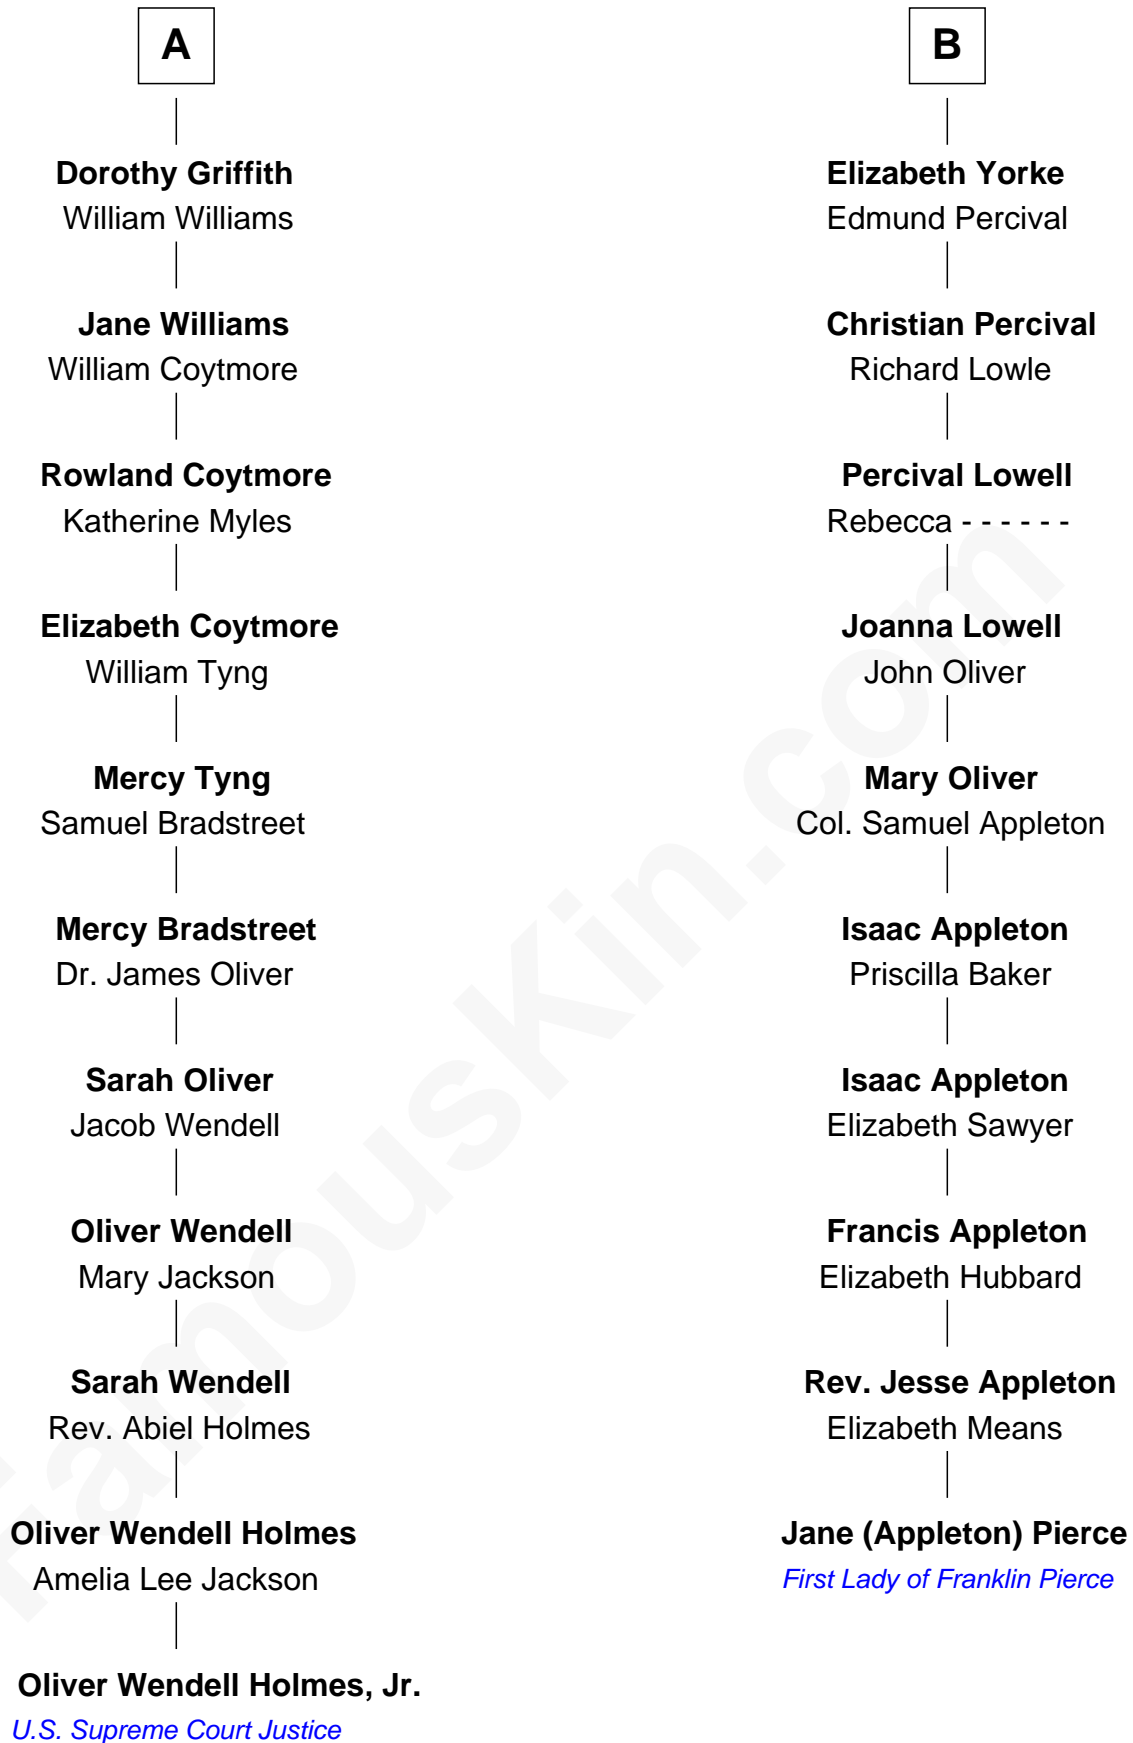 A
Dorothy Griffith
William Williams
Jane Williams
William Coytmore
Rowland Coytmore
Katherine Myles
Elizabeth Coytmore
William Tyng
Mercy Tyng
Samuel Bradstreet
Mercy Bradstreet
Dr. James Oliver
Sarah Oliver
Jacob Wendell
Oliver Wendell
Mary Jackson
Sarah Wendell
Rev. Abiel Holmes
Oliver Wendell Holmes
Amelia Lee Jackson
Oliver Wendell Holmes, Jr.
U.S. Supreme Court Justice
B
Elizabeth Yorke
Edmund Percival
Christian Percival
Richard Lowle
Percival Lowell
Rebecca - - - - - -
Joanna Lowell
John Oliver
Mary Oliver
Col. Samuel Appleton
Isaac Appleton
Priscilla Baker
Isaac Appleton
Elizabeth Sawyer
Francis Appleton
Elizabeth Hubbard
Rev. Jesse Appleton
Elizabeth Means
Jane (Appleton) Pierce
First Lady of Franklin Pierce
FamousKin.com